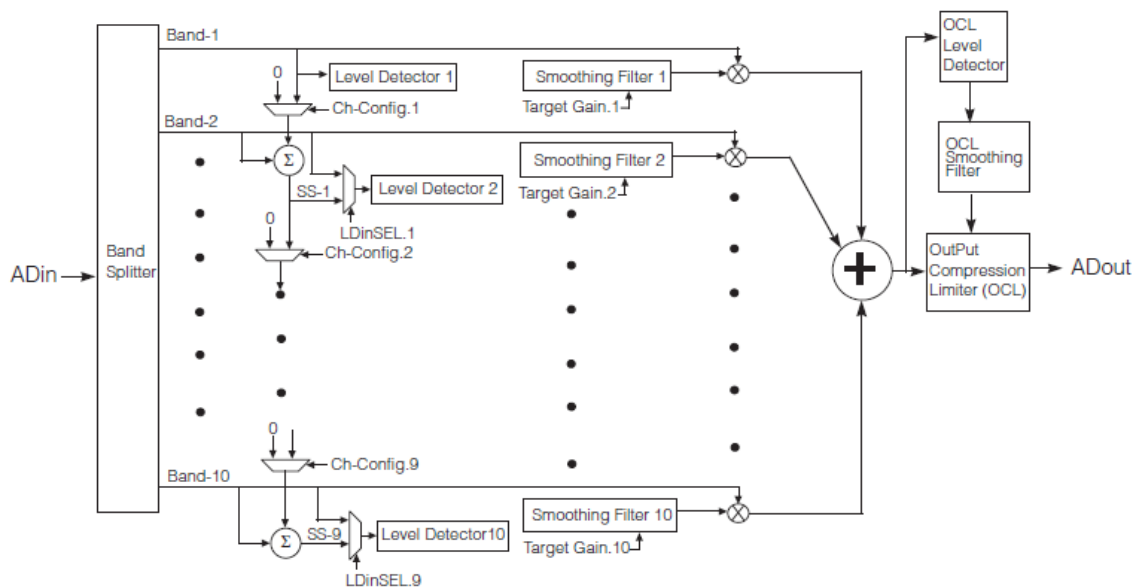 Band-1
0
Level Detector 1
Ch-Config.1
Smoothing Filter 1
Target Gain.1
OCL
Level
Detector
Band-2
Σ
SS-1
Level Detector 2
LDinSEL.1
0
Ch-Config.2
Smoothing Filter 2
Target Gain.2
OCL
Smoothing
Filter
ADin
Band
Splitter
+
OutPut
Compression
Limiter (OCL)
ADout
0
Ch-Config.9
Band-10
Σ
SS-9
Level Detector10
LDinSEL.9
Smoothing Filter 10
Target Gain.10